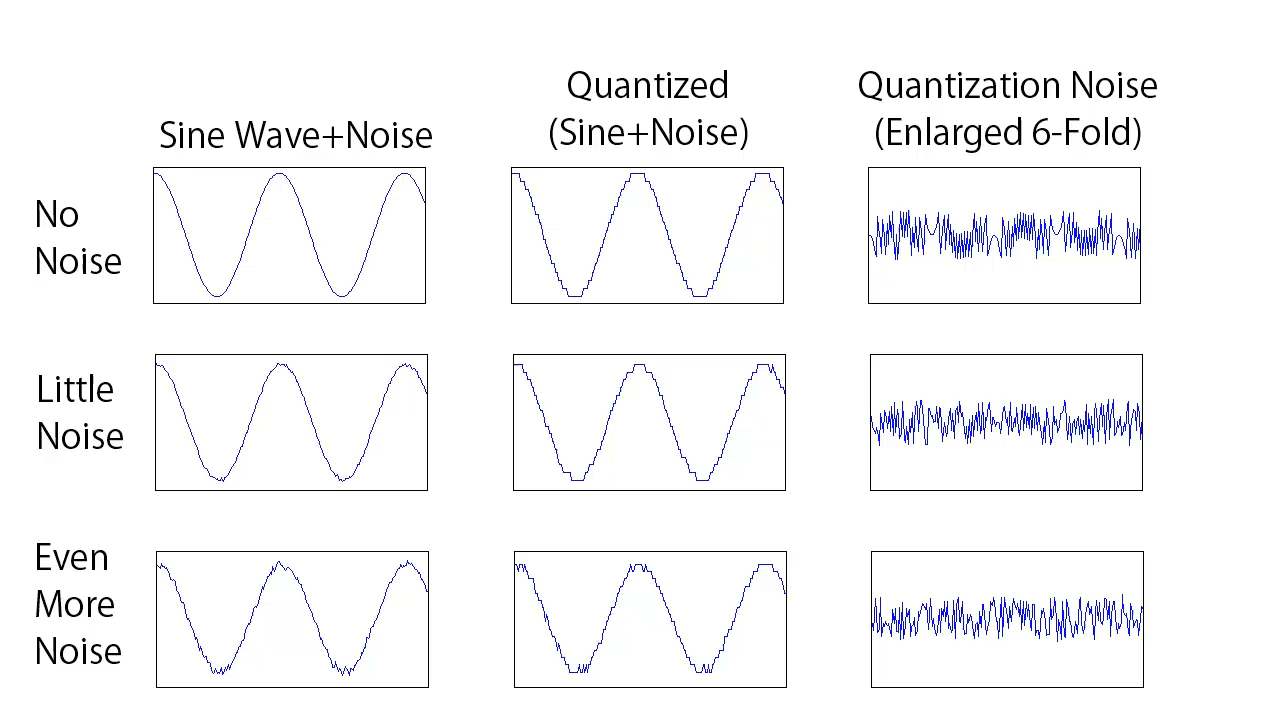 Sine Wave+Noise
Quantized
(Sine+Noise)
Quantization Noise
(Enlarged 6-Fold)
No
Noise
Little
Noise
Even
More
Noise